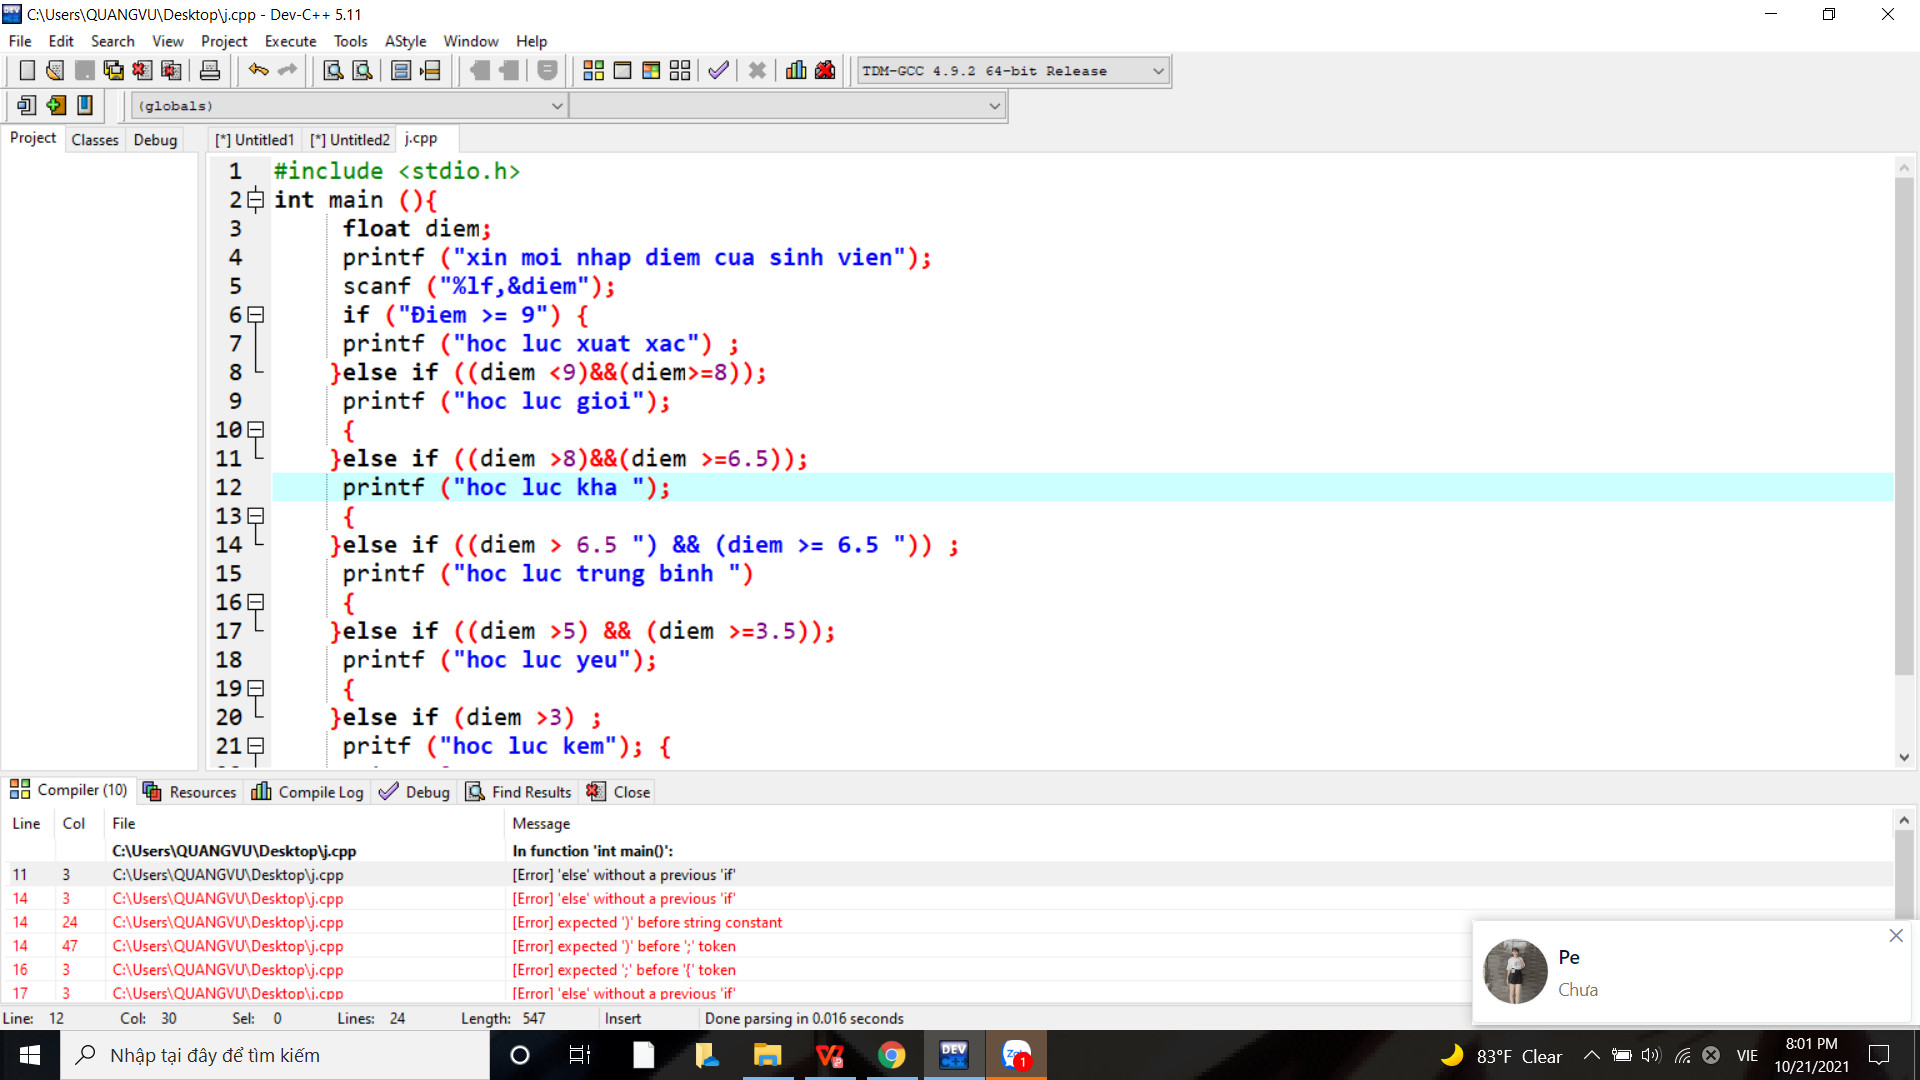 C:\Users\QUANGVU\Desktop\j.cpp - Dev-C++ 5.11
File Edit Search View Project Execute Tools AStyle Window Help
TDM-GCC 4.9.2 64-bit Release
(globals)
Project Classes Debug [*] Untitled1 [*] Untitled2 j.cpp
1 #include <stdio.h>
2 int main (){
3 float diem;
4 printf ("xin moi nhap diem cua sinh vien");
5 scanf ("%lf,&diem");
6 if ("Điem >= 9") {
7 printf ("hoc luc xuat xac") ;
8 }else if ((diem <9)&&(diem>=8));
9 printf ("hoc luc gioi");
10 {
11 }else if ((diem >8)&&(diem >=6.5));
12 printf ("hoc luc kha ");
13 {
14 }else if ((diem > 6.5 ") && (diem >= 6.5 ")) ;
15 printf ("hoc luc trung binh ")
16 {
17 }else if ((diem >5) && (diem >=3.5));
18 printf ("hoc luc yeu");
19 {
20 }else if (diem >3) ;
21 pritf ("hoc luc kem"); {
Compiler (10) Resources Compile Log Debug Find Results Close
Line Col File Message
C:\Users\QUANGVU\Desktop\j.cpp In function 'int main()':
11 3 C:\Users\QUANGVU\Desktop\j.cpp [Error] 'else' without a previous 'if'
14 3 C:\Users\QUANGVU\Desktop\j.cpp [Error] 'else' without a previous 'if'
14 24 C:\Users\QUANGVU\Desktop\j.cpp [Error] expected ')' before string constant
14 47 C:\Users\QUANGVU\Desktop\j.cpp [Error] expected ')' before ';' token
16 3 C:\Users\QUANGVU\Desktop\j.cpp [Error] expected ';' before '{' token
17 3 C:\Users\QUANGVU\Desktop\j.cpp [Error] 'else' without a previous 'if'
Pe
Chưa
Line: 12 Col: 30 Sel: 0 Lines: 24 Length: 547 Insert Done parsing in 0.016 seconds
Nhập tại đây để tìm kiếm
DEV C++
1
83°F Clear
VIE
8:01 PM
10/21/2021